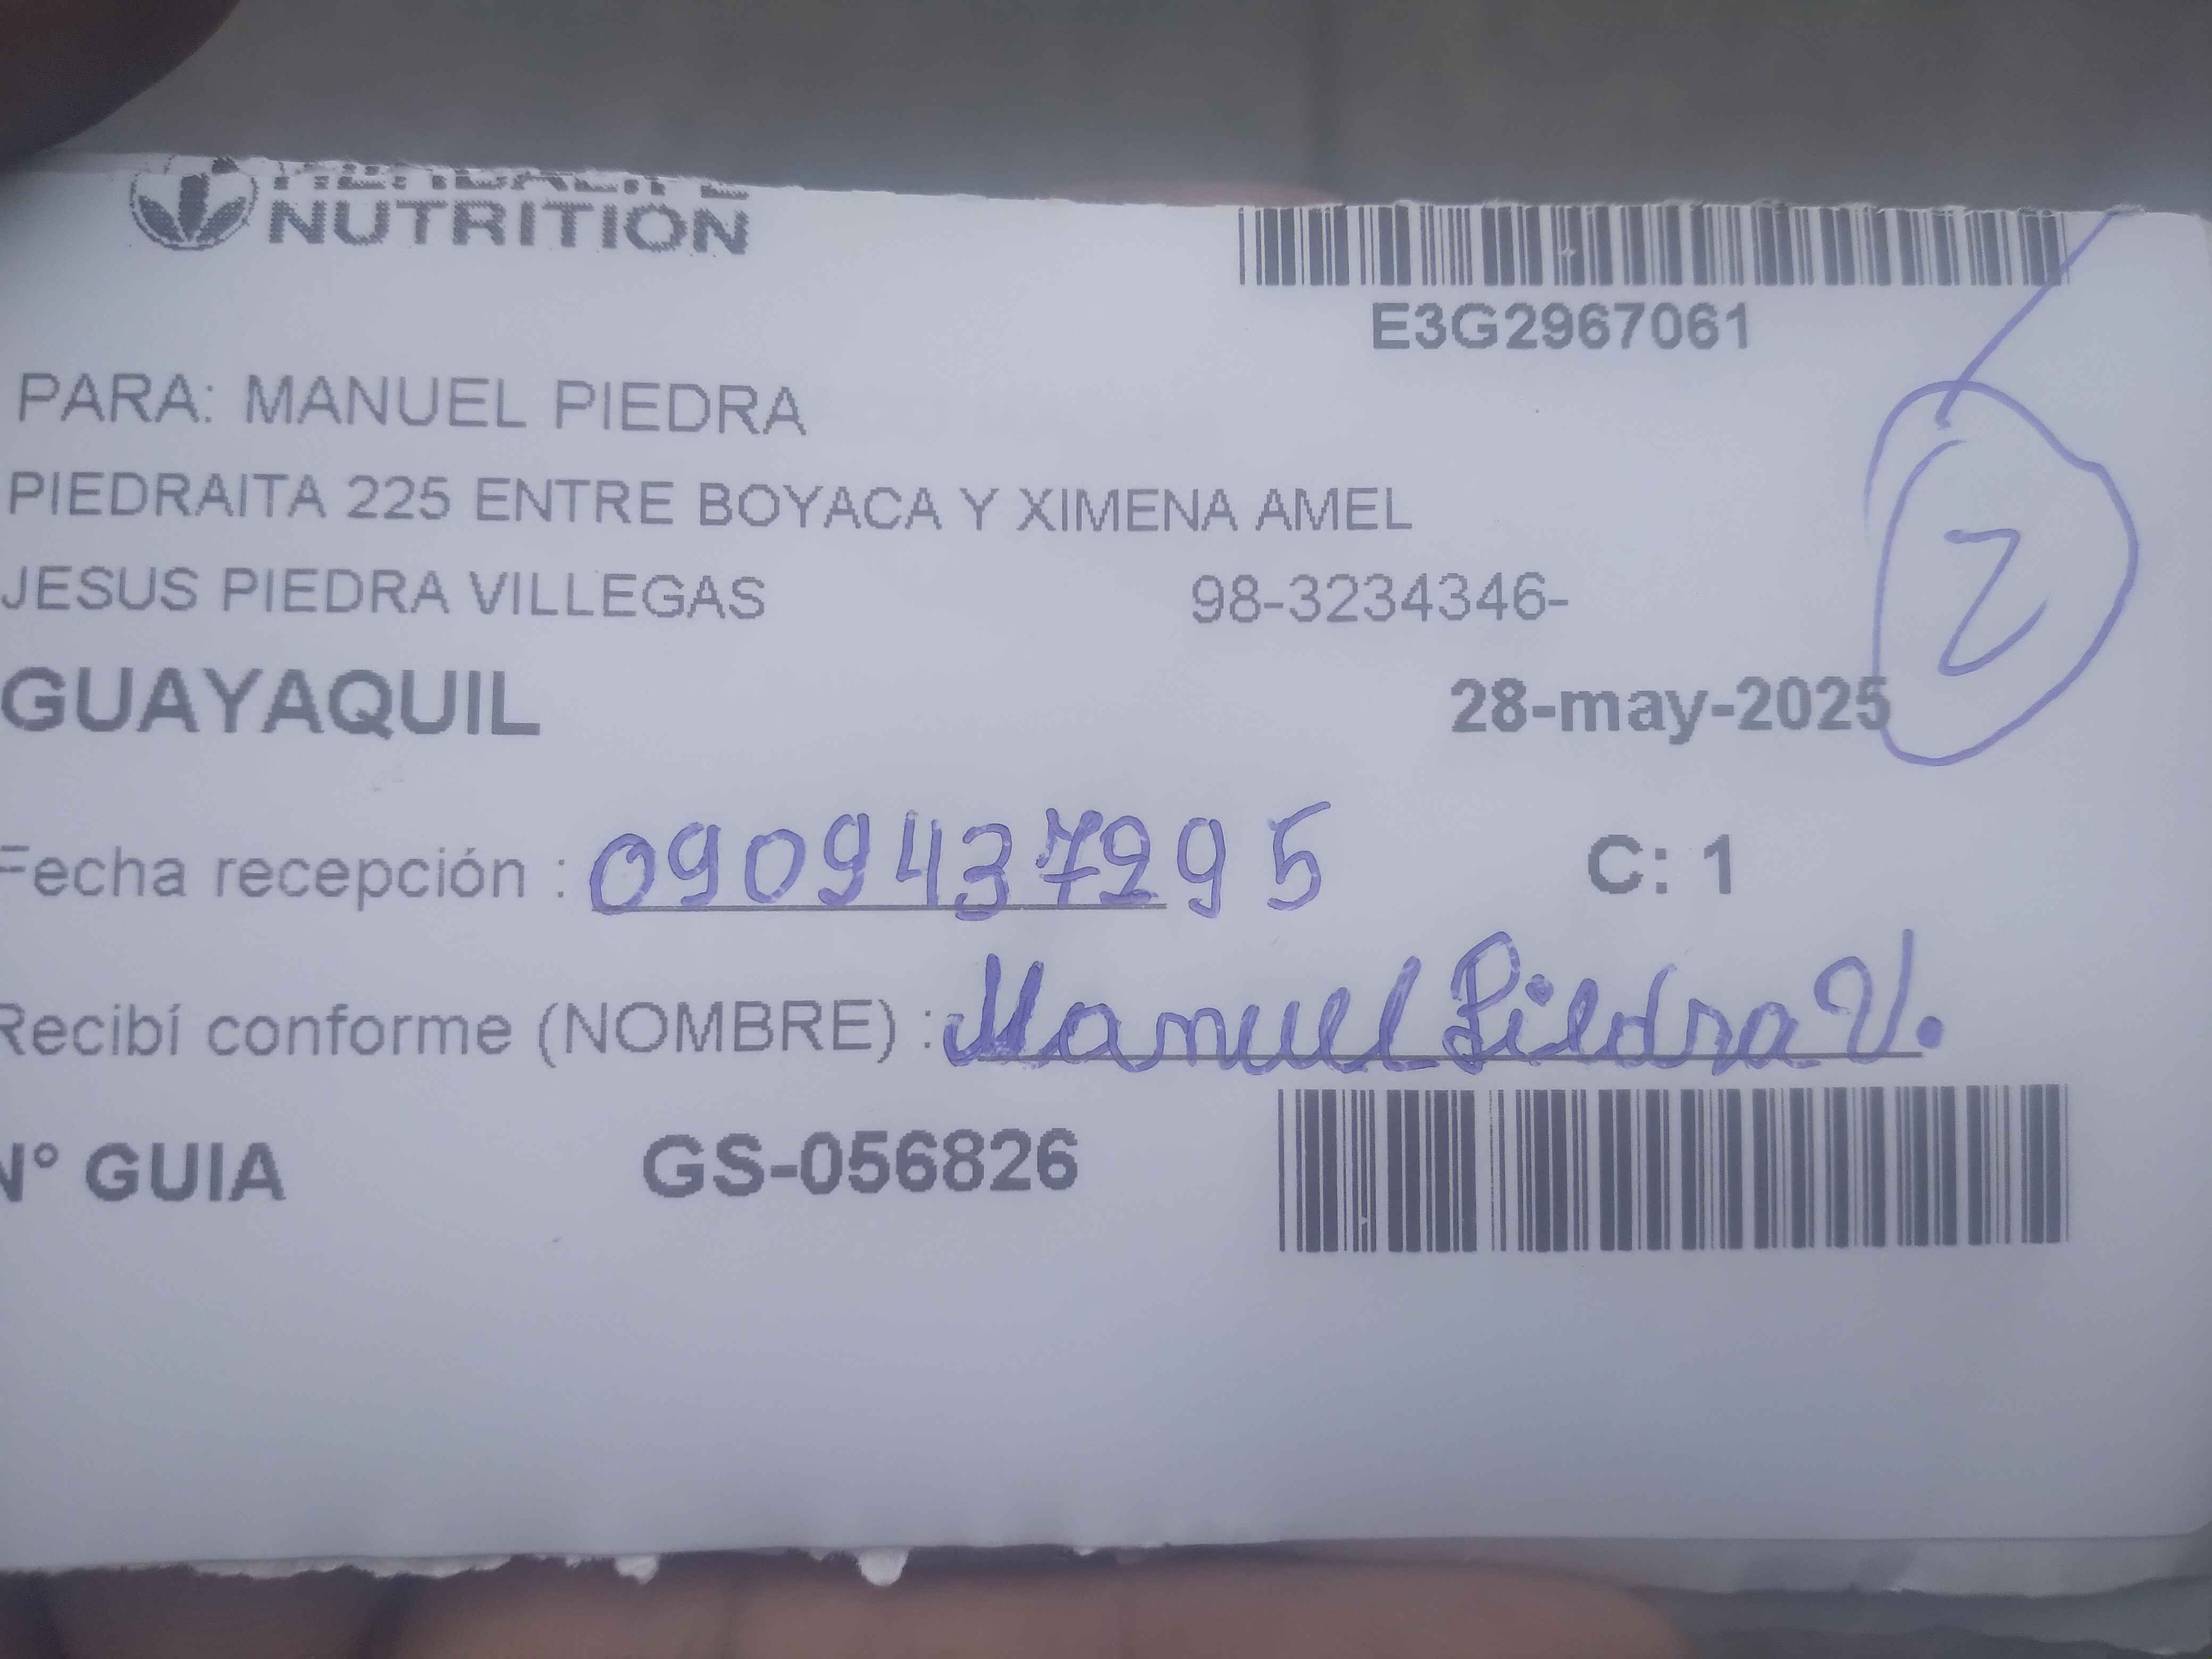 NUTRITION
E3G2967061
PARA: MANUEL PIEDRA
PIEDRAITA 225 ENTRE BOYACA Y XIMENA AMEL
JESUS PIEDRA VILLEGAS 98-3234346-
2
GUAYAQUIL 28-may-2025
Fecha recepción : 0909437295 C: 1
Recibí conforme (NOMBRE) : Manuel Piedra V.
N° GUIA GS-056826